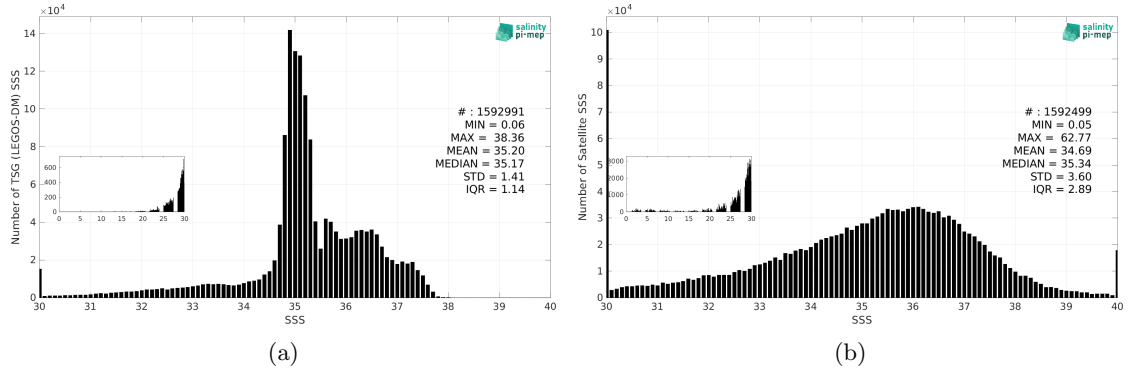 ×10⁴
14
12
10
8
6
4
2
0
Number of TSG (LEGOS-DM) SSS
30 31 32 33 34 35 36 37 38 39 40
SSS
salinity
pi-mep
# : 1592991
MIN = 0.06
MAX = 38.36
MEAN = 35.20
MEDIAN = 35.17
STD = 1.41
IQR = 1.14
600
400
200
0
0 5 10 15 20 25 30
(a)
×10⁴
10
9
8
7
6
5
4
3
2
1
0
Number of Satellite SSS
30 31 32 33 34 35 36 37 38 39 40
SSS
salinity
pi-mep
# : 1592499
MIN = 0.05
MAX = 62.77
MEAN = 34.69
MEDIAN = 35.34
STD = 3.60
IQR = 2.89
3000
2000
1000
0
0 5 10 15 20 25 30
(b)